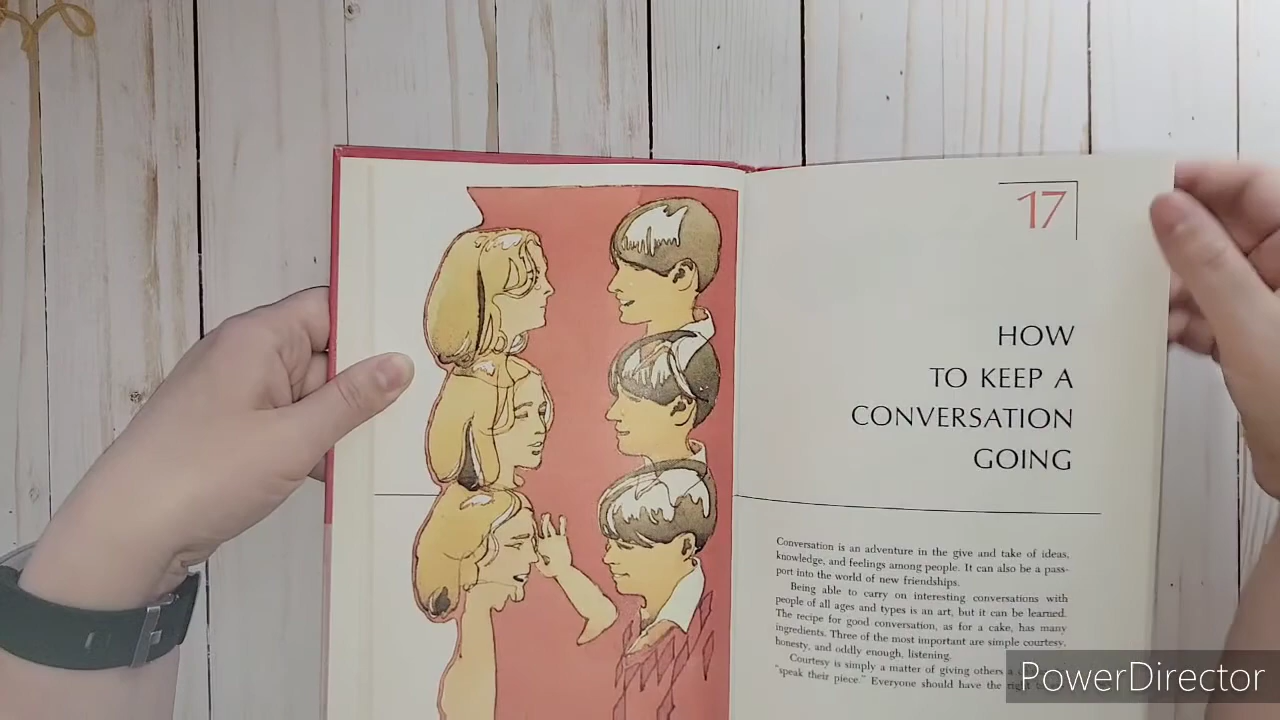 17
HOW
TO KEEP A
CONVERSATION
GOING
Conversation is an adventure in the give and take of ideas,
knowledge, and feelings among people. It can also be a pass-
port into the world of new friendships.
Being able to carry on interesting conversations with
people of all ages and types is an art, but it can be learned.
The recipe for good conversation, as for a cake, has many
ingredients. Three of the most important are simple courtesy,
honesty, and oddly enough, listening.
Courtesy is simply a matter of giving others a
"speak their piece." Everyone should have the right
PowerDirector